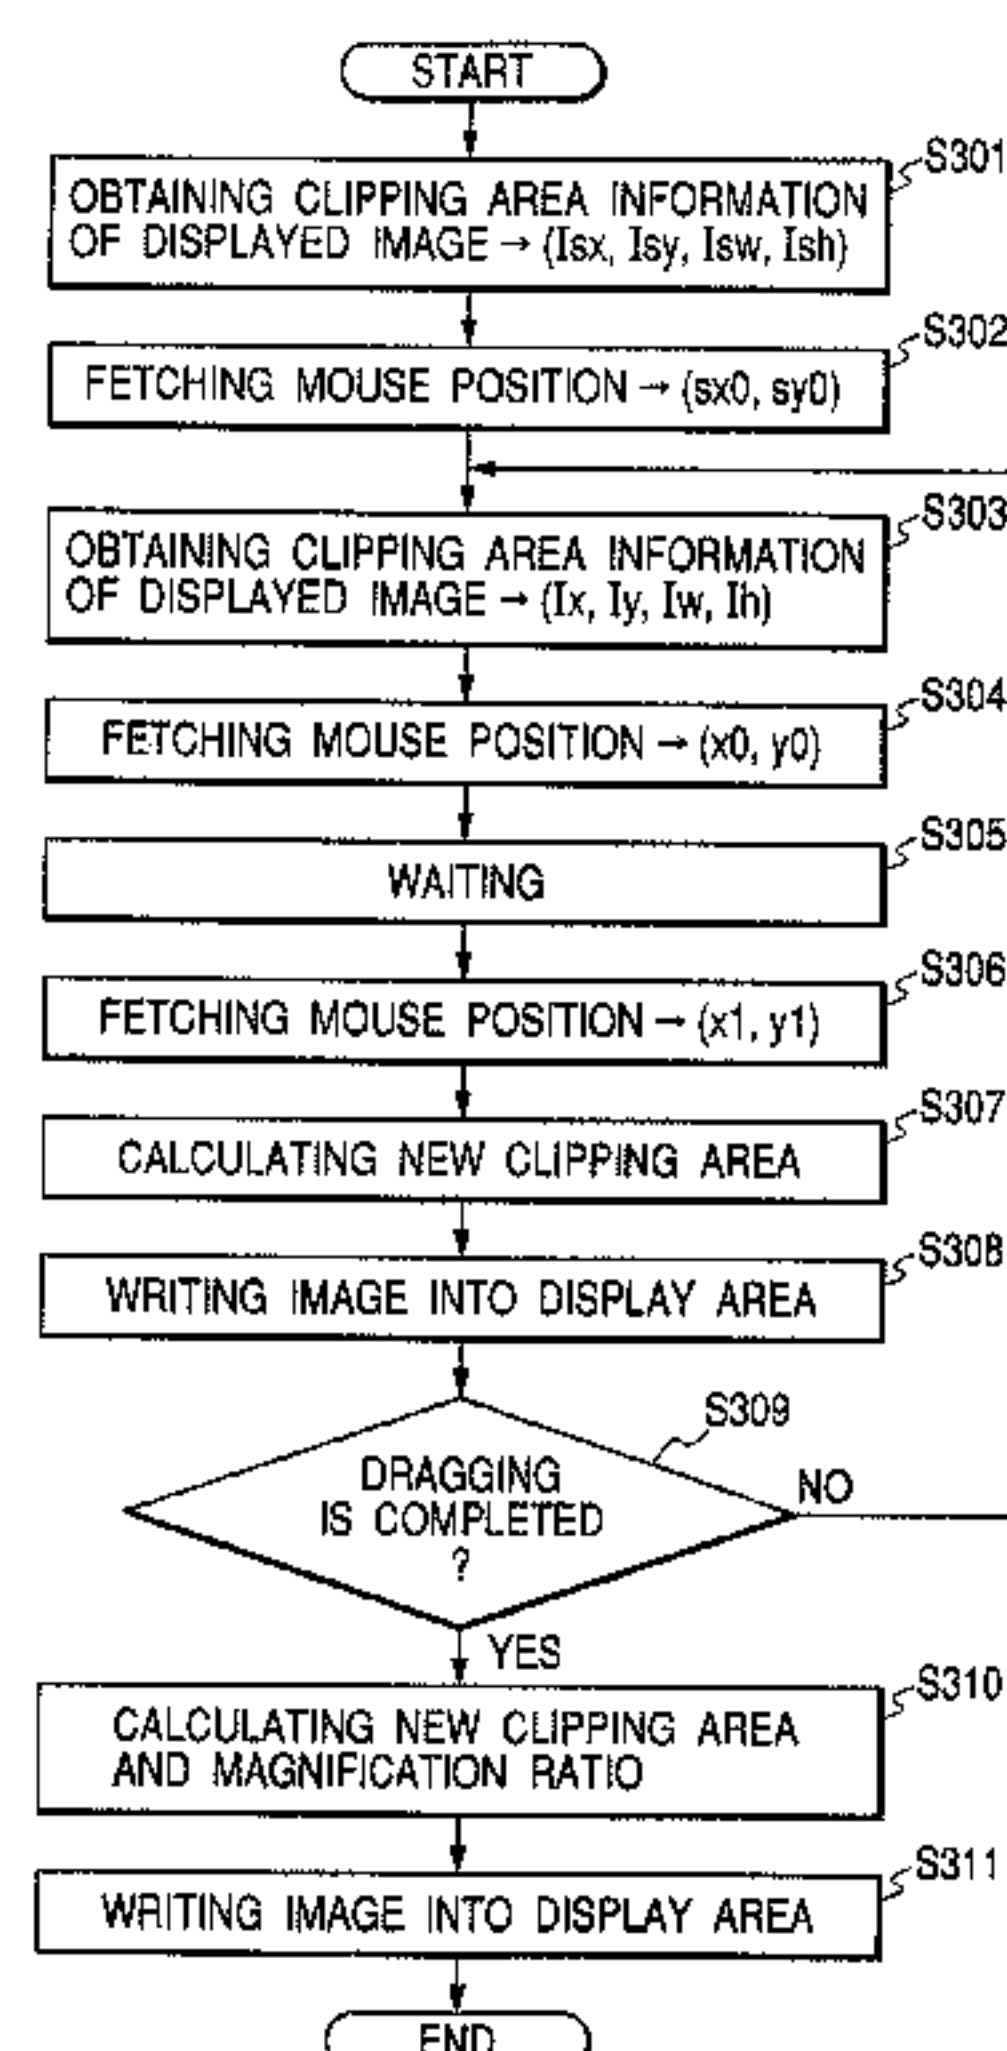 START
S301
OBTAINING CLIPPING AREA INFORMATION
OF DISPLAYED IMAGE → (Isx, Isy, Isw, Ish)
S302
FETCHING MOUSE POSITION → (sx0, sy0)
S303
OBTAINING CLIPPING AREA INFORMATION
OF DISPLAYED IMAGE → (Ix, Iy, Iw, Ih)
S304
FETCHING MOUSE POSITION → (x0, y0)
S305
WAITING
S306
FETCHING MOUSE POSITION → (x1, y1)
S307
CALCULATING NEW CLIPPING AREA
S308
WRITING IMAGE INTO DISPLAY AREA
S309
DRAGGING
IS COMPLETED
?
NO
YES
S310
CALCULATING NEW CLIPPING AREA
AND MAGNIFICATION RATIO
S311
WRITING IMAGE INTO DISPLAY AREA
END